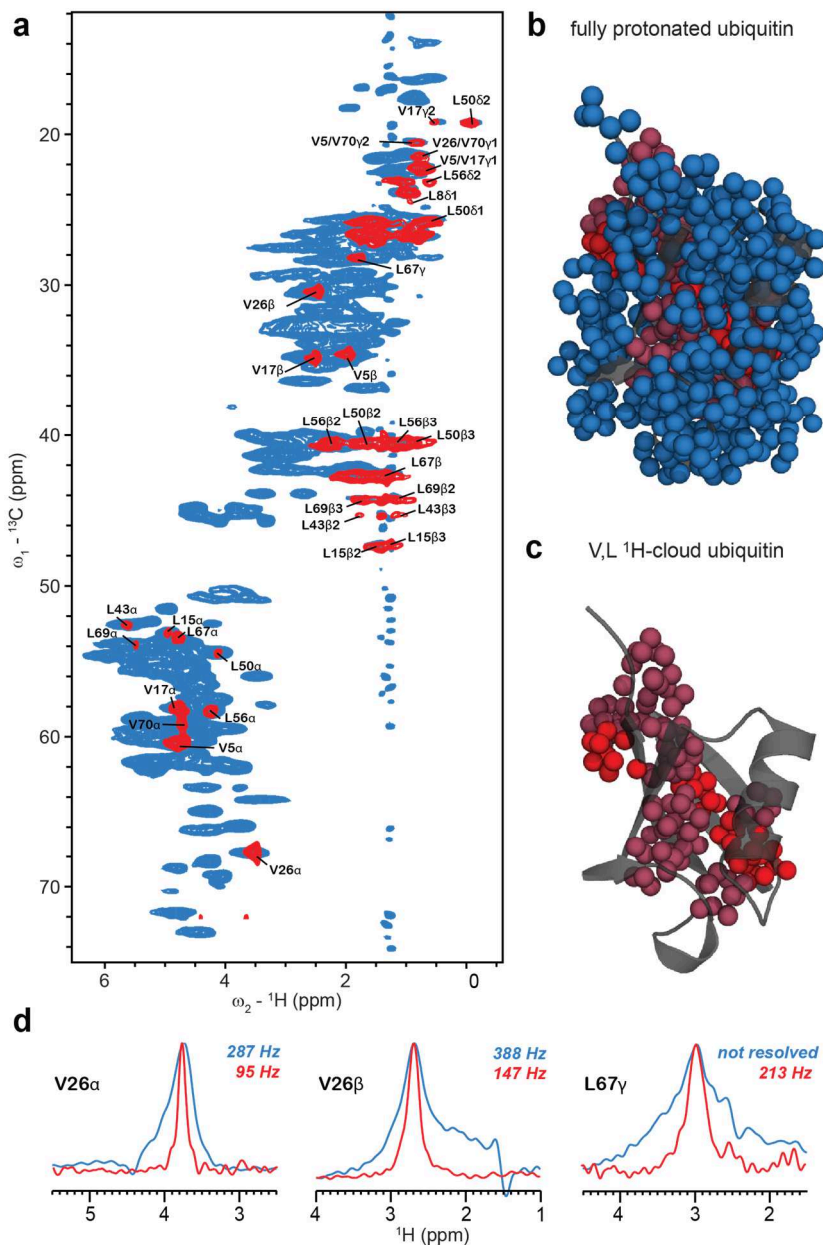 a
V17γ2
L50δ2
V5/V70γ2
V26/V70γ1
V5/V17γ1
L56δ2
L8δ1
L50δ1
L67γ
V26β
V17β
V5β
L50β2
L56β2
L56β3
L50β3
L67β
L69β2
L69β3
L43β2
L43β3
L15β3
L15β2
L43α
L15α
L69α
L67α
L50α
V17α
V70α
L56α
V5α
V26α
20
30
40
50
60
70
ω1 - 13C (ppm)
6 4 2 0
ω2 - 1H (ppm)
b fully protonated ubiquitin
c V,L 1H-cloud ubiquitin
d
V26α
287 Hz
95 Hz
5 4 3
V26β
388 Hz
147 Hz
4 3 2 1
1H (ppm)
L67γ
not resolved
213 Hz
4 3 2